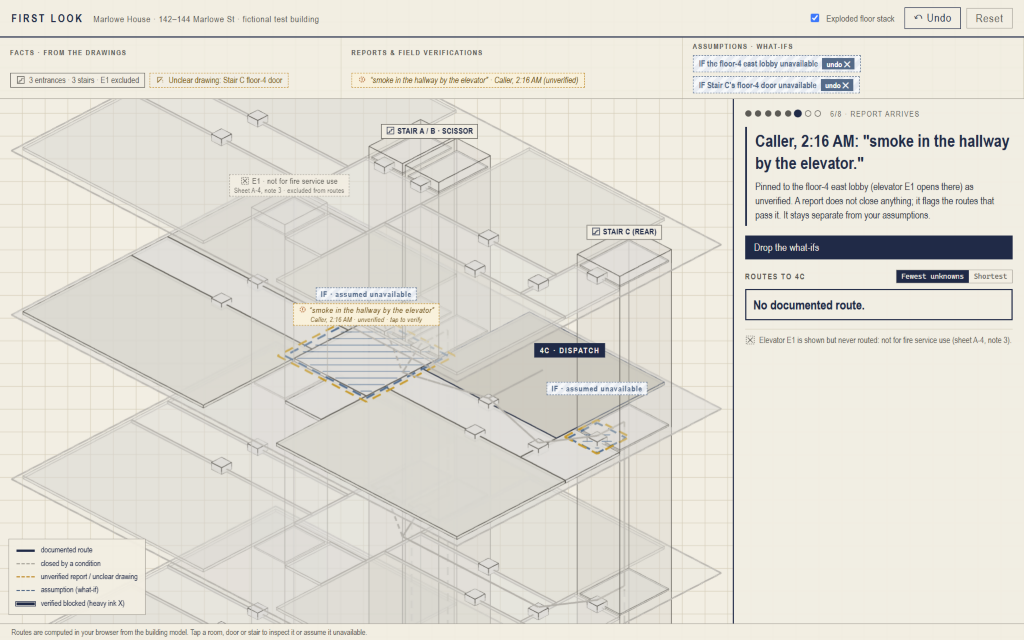 FIRST LOOK
Marlowe House · 142–144 Marlowe St · fictional test building
Exploded floor stack
Undo
Reset
FACTS · FROM THE DRAWINGS
3 entrances · 3 stairs · E1 excluded
Unclear drawing: Stair C floor-4 door
REPORTS & FIELD VERIFICATIONS
"smoke in the hallway by the elevator" · Caller, 2:16 AM (unverified)
ASSUMPTIONS · WHAT-IFS
IF the floor-4 east lobby unavailable undo
IF Stair C's floor-4 door unavailable undo
STAIR A / B · SCISSOR
E1 · not for fire service use
Sheet A-4, note 3 · excluded from routes
STAIR C (REAR)
IF · assumed unavailable
"smoke in the hallway by the elevator"
Caller, 2:16 AM · unverified · tap to verify
4C · DISPATCH
IF · assumed unavailable
documented route
closed by a condition
unverified report / unclear drawing
assumption (what-if)
verified blocked (heavy ink X)
6/8 · REPORT ARRIVES
Caller, 2:16 AM: "smoke in the hallway
by the elevator."
Pinned to the floor-4 east lobby (elevator E1 opens there) as
unverified. A report does not close anything; it flags the routes that
pass it. It stays separate from your assumptions.
Drop the what-ifs
ROUTES TO 4C
Fewest unknowns
Shortest
No documented route.
Elevator E1 is shown but never routed: not for fire service use (sheet A-4, note 3).
Routes are computed in your browser from the building model. Tap a room, door or stair to inspect it or assume it unavailable.